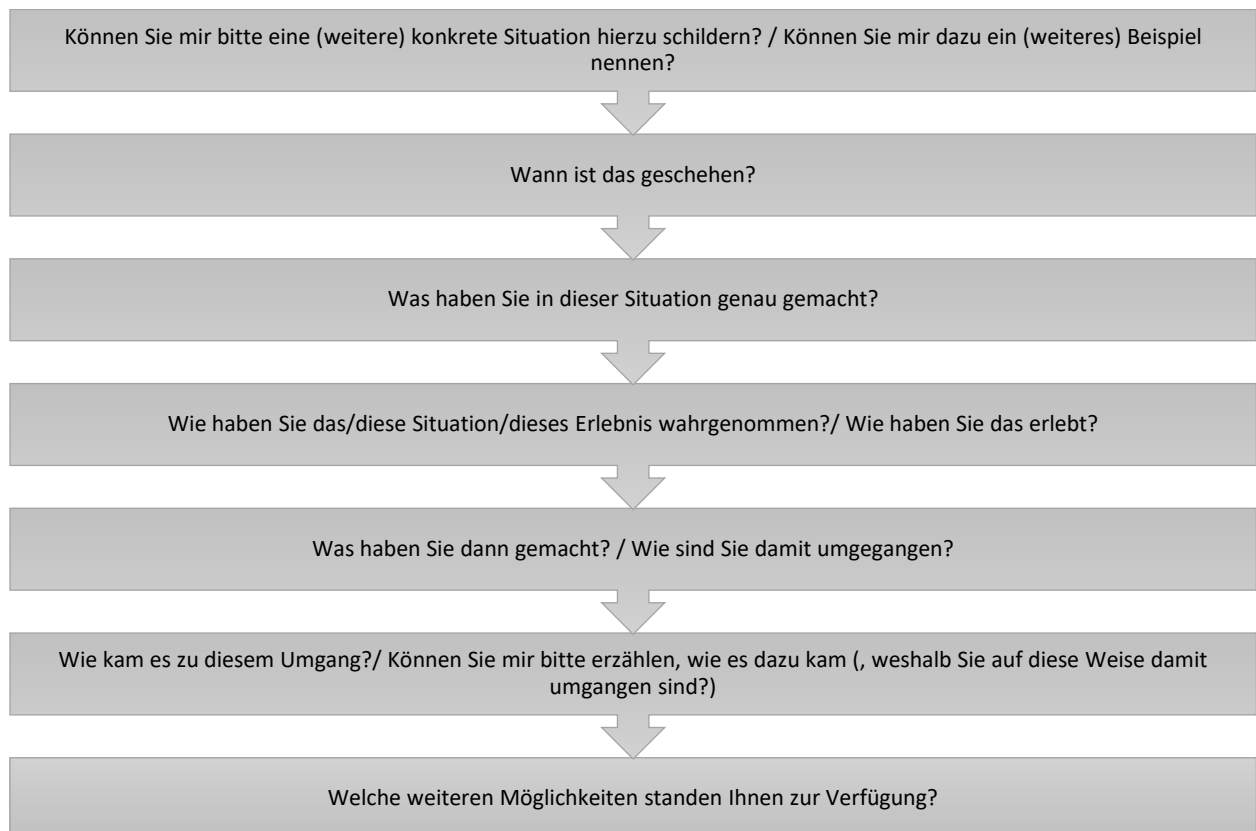 Können Sie mir bitte eine (weitere) konkrete Situation hierzu schildern? / Können Sie mir dazu ein (weiteres) Beispiel
nennen?
Wann ist das geschehen?
Was haben Sie in dieser Situation genau gemacht?
Wie haben Sie das/diese Situation/dieses Erlebnis wahrgenommen?/ Wie haben Sie das erlebt?
Was haben Sie dann gemacht? / Wie sind Sie damit umgegangen?
Wie kam es zu diesem Umgang?/ Können Sie mir bitte erzählen, wie es dazu kam (, weshalb Sie auf diese Weise damit
umgangen sind?)
Welche weiteren Möglichkeiten standen Ihnen zur Verfügung?